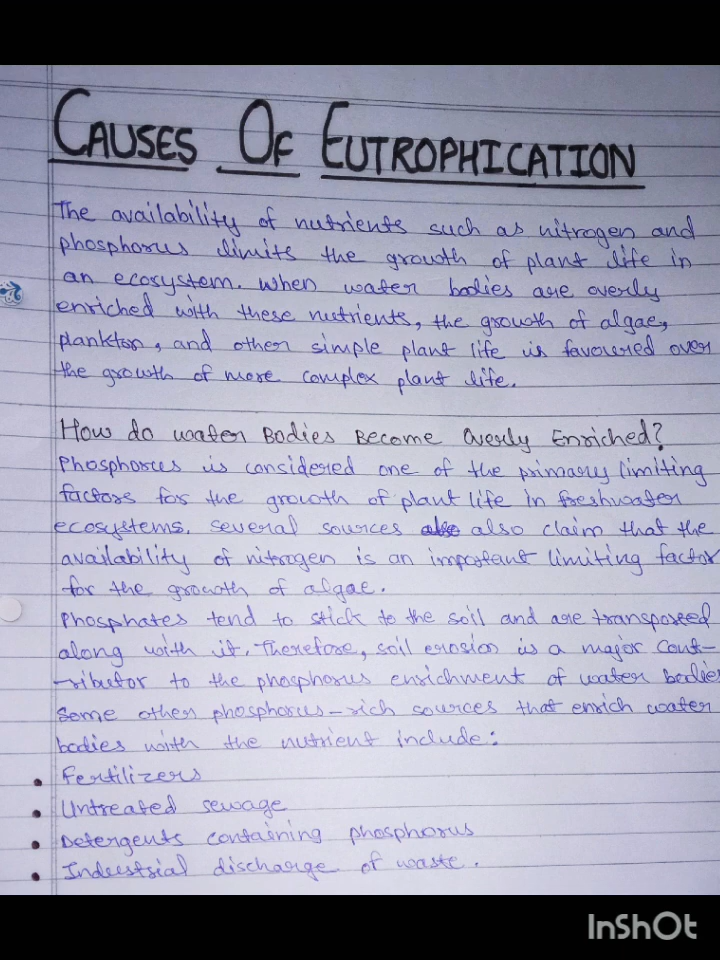 CAUSES OF EUTROPHICATION
The availability of nutrients such as nitrogen and
phosphorus limits the growth of plant life in
an ecosystem. When water bodies are overly
enriched with these nutrients, the growth of algae,
plankton, and other simple plant life is favoured over
the growth of more complex plant life.
How do water Bodies Become Overly Enriched?
Phosphorus is considered one of the primary limiting
factors for the growth of plant life in freshwater
ecosystems. Several sources also also claim that the
availability of nitrogen is an important limiting factor
for the growth of algae.
Phosphates tend to stick to the soil and are transposed
along with it. Therefore, soil erosion is a major cont-
-ributor to the phosphorus enrichment of water bodies
Some other phosphorus-rich sources that enrich water
bodies with the nutrient include:
• Fertilizers
• Untreated sewage
• Detergents containing phosphorus
• Industrial discharge of waste.
InShOt